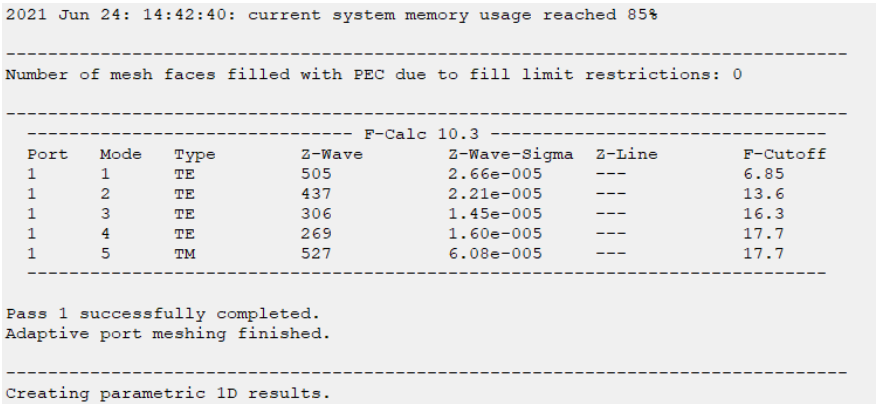 2021 Jun 24: 14:42:40: current system memory usage reached 85%
--------------------------------------------------------------------------------
Number of mesh faces filled with PEC due to fill limit restrictions: 0
--------------------------------------------------------------------------------
------------------------------- F-Calc 10.3 --------------------------------
Port Mode Type Z-Wave Z-Wave-Sigma Z-Line F-Cutoff
1 1 TE 505 2.66e-005 --- 6.85
1 2 TE 437 2.21e-005 --- 13.6
1 3 TE 306 1.45e-005 --- 16.3
1 4 TE 269 1.60e-005 --- 17.7
1 5 TM 527 6.08e-005 --- 17.7
----------------------------------------------------------------------------
Pass 1 successfully completed.
Adaptive port meshing finished.
--------------------------------------------------------------------------------
Creating parametric 1D results.